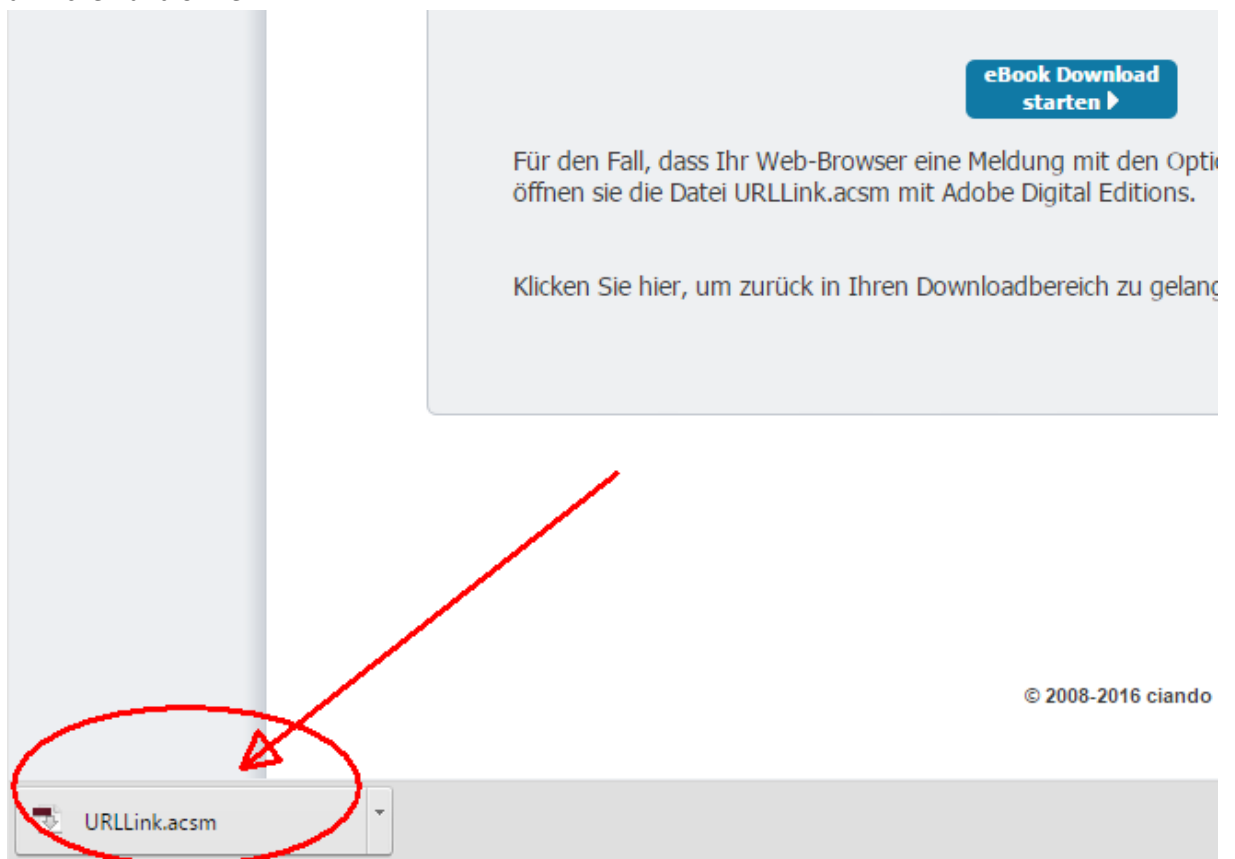 eBook Download
starten
Für den Fall, dass Ihr Web-Browser eine Meldung mit den
öffnen sie die Datei URLLink.acsm mit Adobe Digital Editions.
Klicken Sie hier, um zurück in Ihren Downloadbereich zu
© 2008-2016 ciando
URLLink.acsm